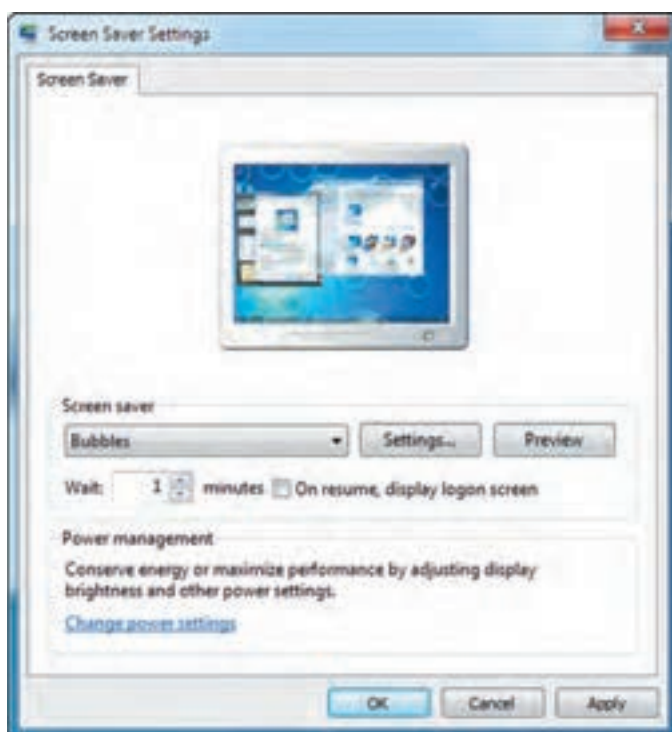 Screen Saver Settings
Screen Saver
Screen saver
Bubbles
Settings...
Preview
Wait: 1 minutes On resume, display logon screen
Power management
Conserve energy or maximize performance by adjusting display
brightness and other power settings.
Change power settings
OK Cancel Apply